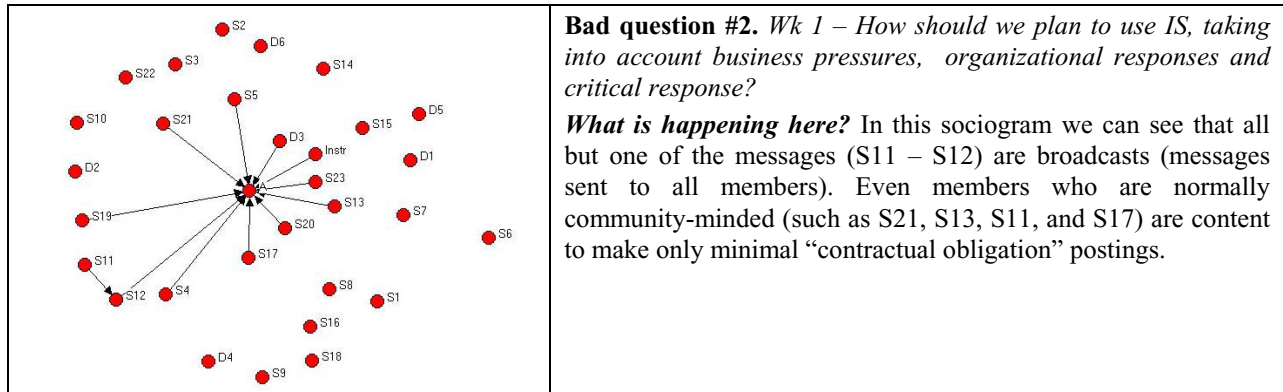 S2
D6
S3
S14
S22
S5
D5
S10
S21
S15
D3
Instr
D1
D2
S23
A
S13
S7
S19
S20
S6
S17
S11
S12
S4
S8
S1
S16
D4
S18
S9
Bad question #2. Wk 1 – How should we plan to use IS, taking
into account business pressures, organizational responses and
critical response?
What is happening here? In this sociogram we can see that all
but one of the messages (S11 – S12) are broadcasts (messages
sent to all members). Even members who are normally
community-minded (such as S21, S13, S11, and S17) are content
to make only minimal “contractual obligation” postings.